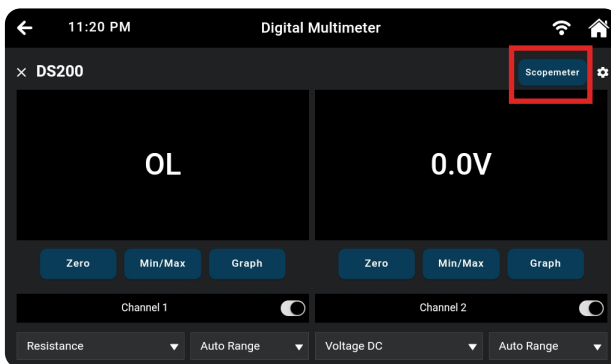 11:20 PM Digital Multimeter
× DS200 Scopemeter
OL 0.0V
Zero Min/Max Graph Zero Min/Max Graph
Channel 1 Channel 2
Resistance Auto Range Voltage DC Auto Range